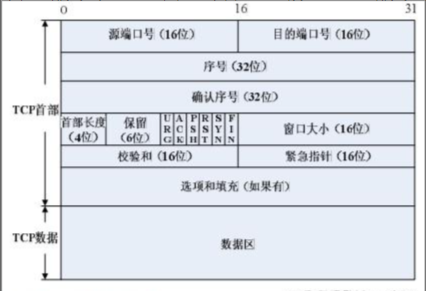 0 16 31
源端口号（16位） 目的端口号（16位）
序号（32位）
确认序号（32位）
TCP首部
首部长度（4位） 保留（6位） URG ACK PSH RST SYN FIN 窗口大小（16位）
校验和（16位） 紧急指针（16位）
选项和填充（如果有）
TCP数据
数据区